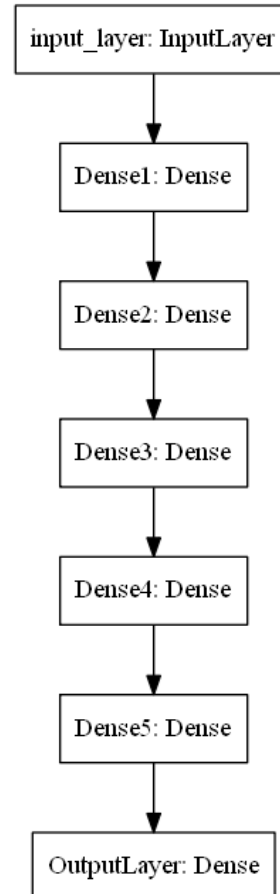 input_layer: InputLayer
Dense1: Dense
Dense2: Dense
Dense3: Dense
Dense4: Dense
Dense5: Dense
OutputLayer: Dense